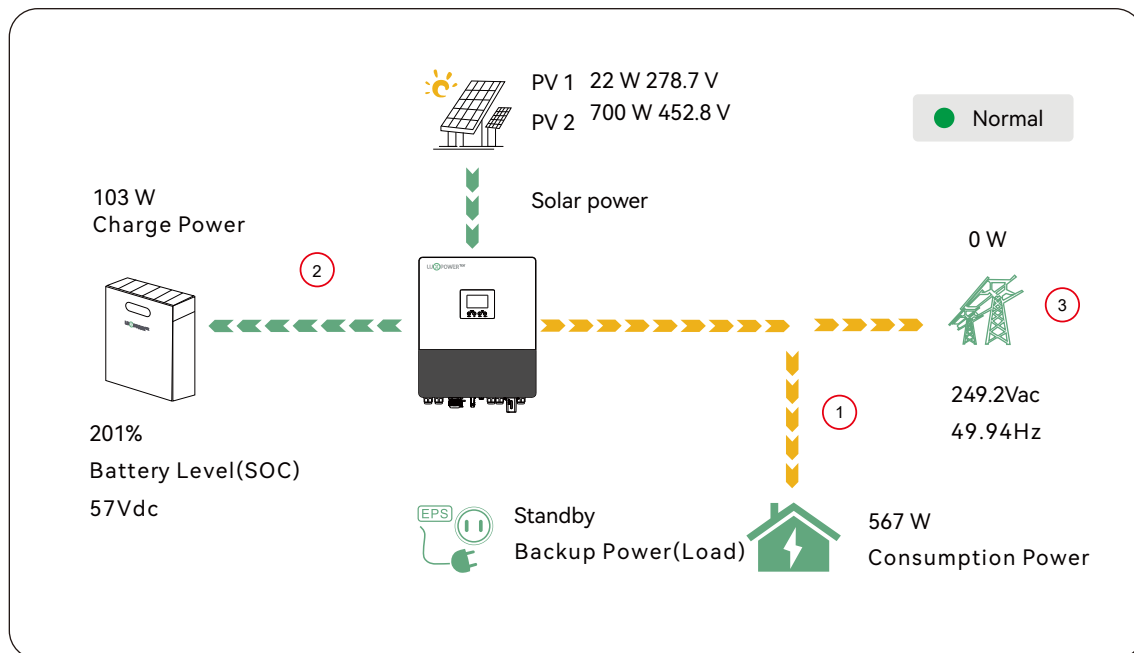 PV 1 22 W 278.7 V
PV 2 700 W 452.8 V
Normal
Solar power
103 W
Charge Power
2
LUXPOWER
0 W
3
249.2Vac
49.94Hz
1
201%
Battery Level(SOC)
57Vdc
EPS
Standby
Backup Power(Load)
567 W
Consumption Power